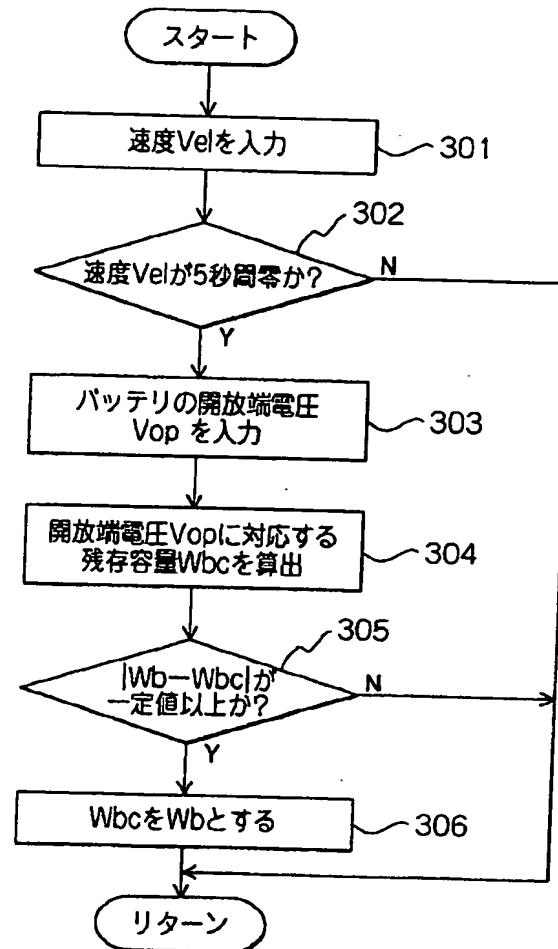 スタート
速度Velを入力
301
302
速度Velが5秒間零か?
N
Y
バッテリの開放端電圧
Vop を入力
303
開放端電圧Vopに対応する
残存容量Wbcを算出
304
305
|Wb－Wbc|が
一定値以上か?
N
Y
WbcをWbとする
306
リターン